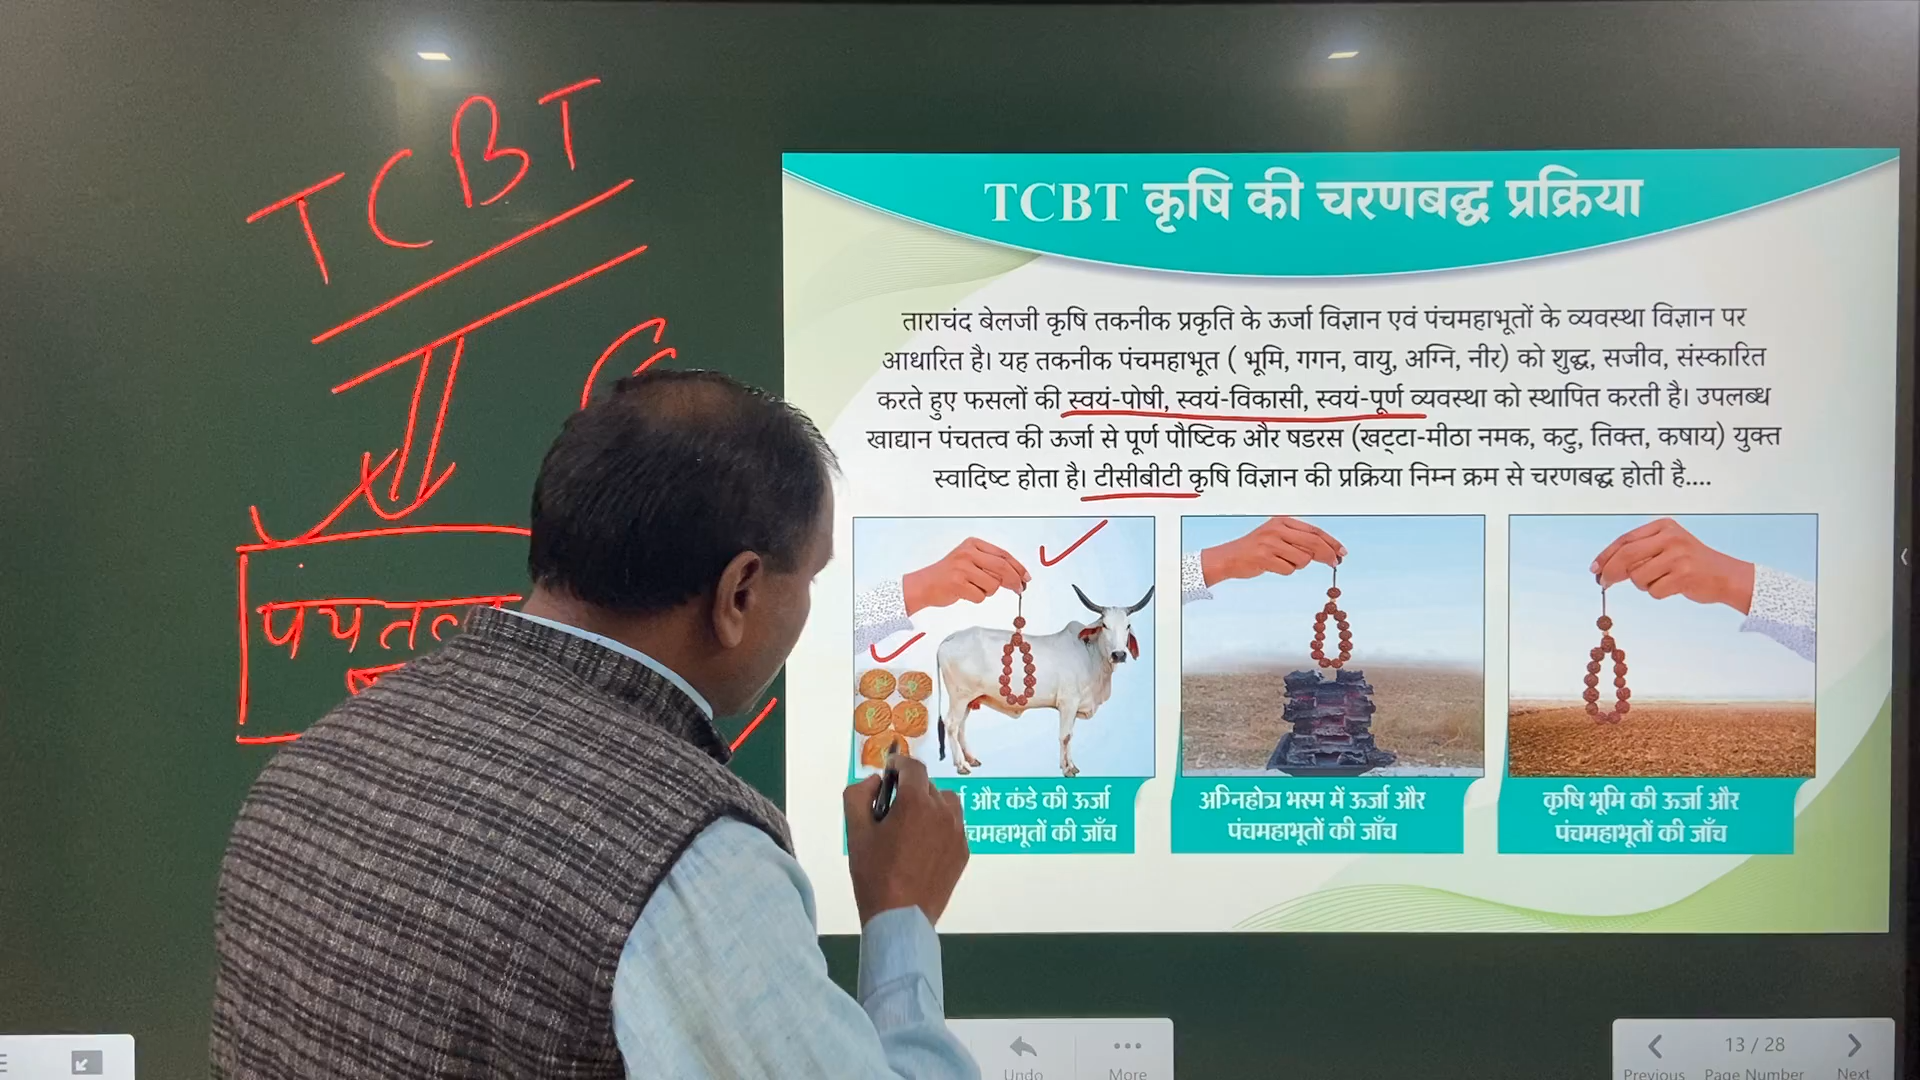 TCBT
TCBT कृषि की चरणबद्ध प्रक्रिया
ताराचंद बेलजी कृषि तकनीक प्रकृति के ऊर्जा विज्ञान एवं पंचमहाभूतों के व्यवस्था विज्ञान पर
आधारित है। यह तकनीक पंचमहाभूत ( भूमि, गगन, वायु, अग्नि, नीर) को शुद्ध, सजीव, संस्कारित
करते हुए फसलों की स्वयं-पोषी, स्वयं-विकासी, स्वयं-पूर्ण व्यवस्था को स्थापित करती है। उपलब्ध
खाद्यान पंचतत्व की ऊर्जा से पूर्ण पौष्टिक और षडरस (खट्टा-मीठा नमक, कटु, तिक्त, कषाय) युक्त
स्वादिष्ट होता है। टीसीबीटी कृषि विज्ञान की प्रक्रिया निम्न क्रम से चरणबद्ध होती है....
और कंडे की ऊर्जा
की जाँच
अग्निहोत्र भस्म में ऊर्जा और
पंचमहाभूतों की जाँच
कृषि भूमि की ऊर्जा और
पंचमहाभूतों की जाँच
Undo
More
13 / 28
Previous Page Number Next